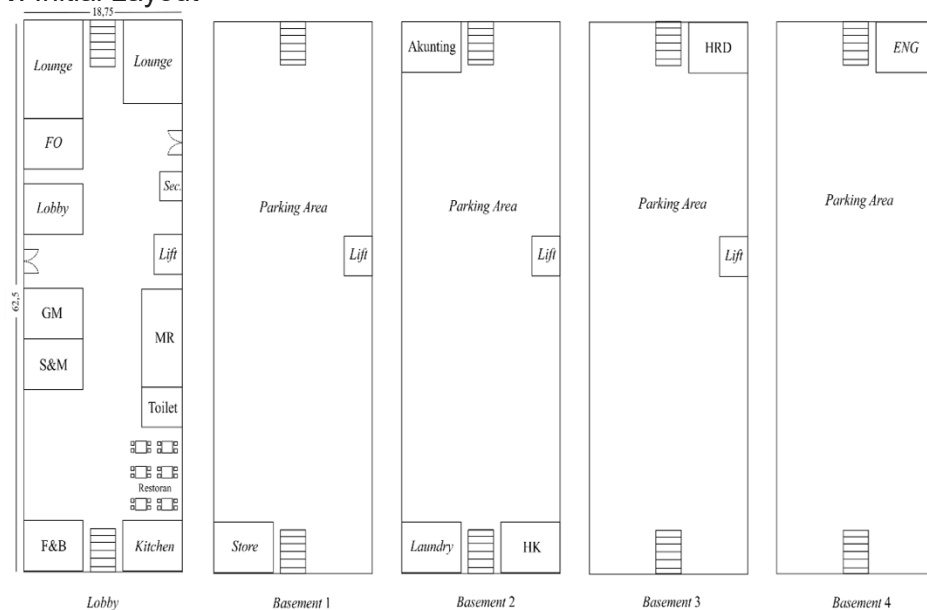 Initial Layout
18,75
62,5
Lounge
Lounge
FO
Sec.
Lobby
Lift
GM
MR
S&M
Toilet
Restoran
F&B
Kitchen
Lobby
Parking Area
Lift
Store
Basement 1
Akunting
Parking Area
Lift
Laundry
HK
Basement 2
HRD
Parking Area
Lift
Basement 3
ENG
Parking Area
Basement 4